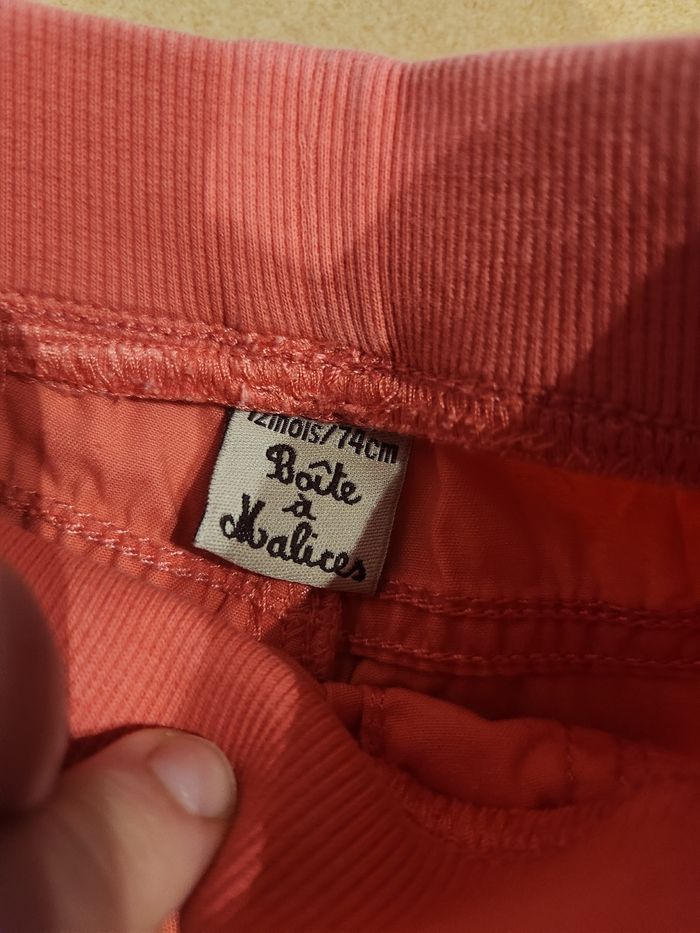 12mois/74cm
Boîte
à
Malices